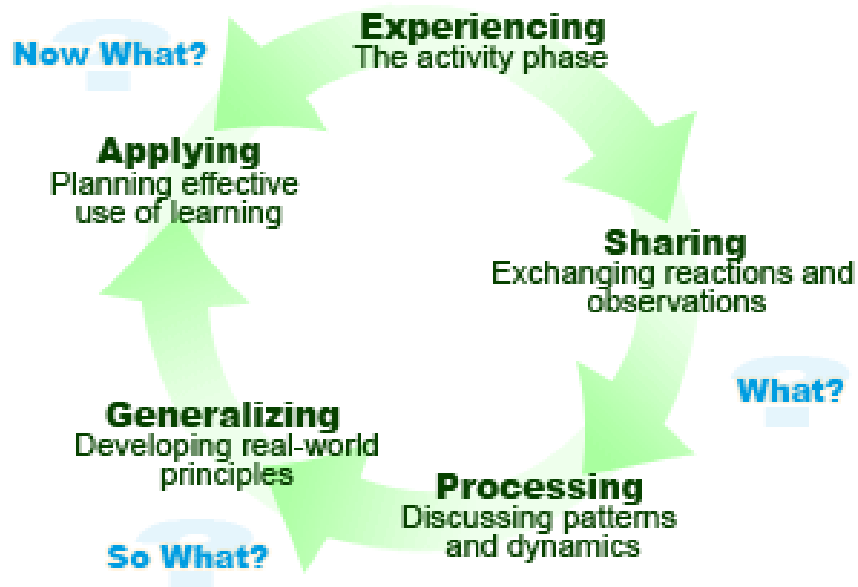 Experiencing
The activity phase
Sharing
Exchanging reactions and
observations
What?
Processing
Discussing patterns
and dynamics
So What?
Generalizing
Developing real-world
principles
Applying
Planning effective
use of learning
Now What?